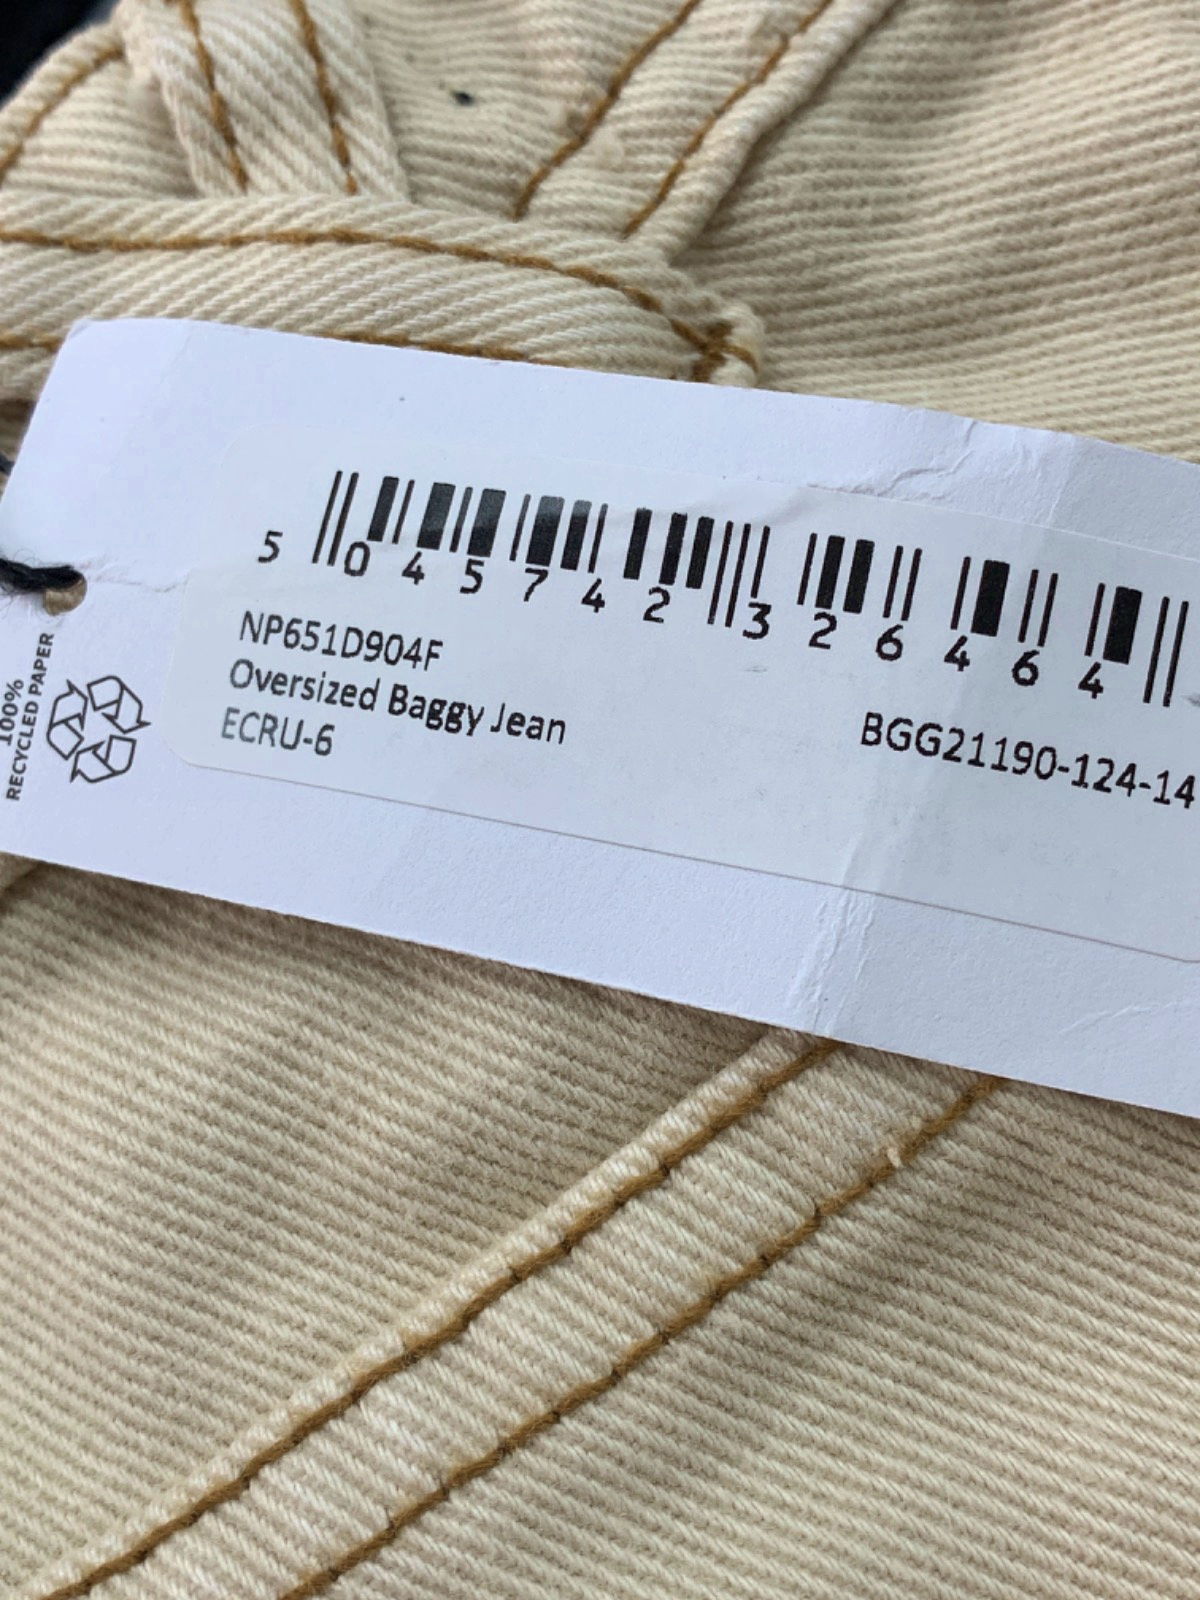 5 045742 326464
NP651D904F
Oversized Baggy Jean
ECRU-6
BGG21190-124-14
100%
RECYCLED PAPER